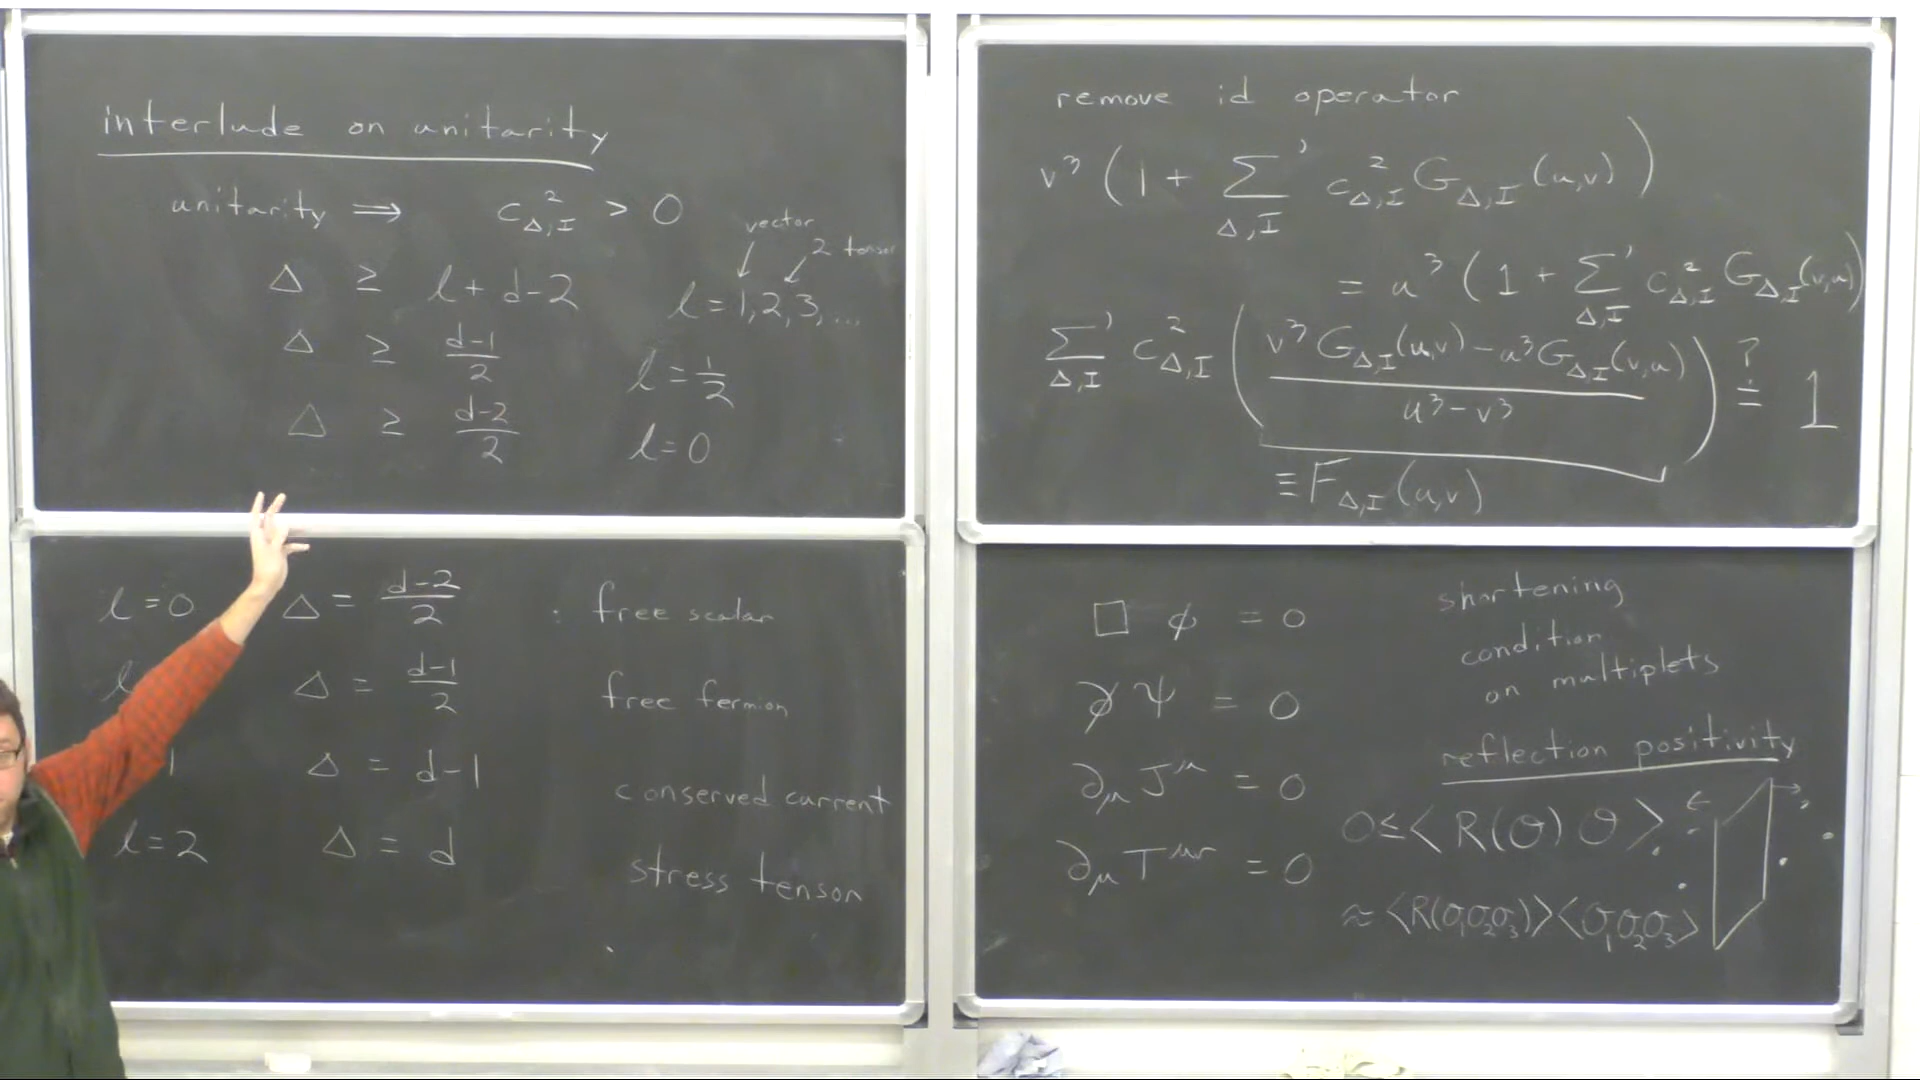 interlude on unitarity
unitarity ⟹ c²_{Δ,I} > 0
vector
2 tensor
Δ ≥ l + d-2   l = 1,2,3,...
Δ ≥ (d-1)/2   l = 1/2
Δ ≥ (d-2)/2   l = 0
l = 0   Δ = (d-2)/2 : free scalar
l   Δ = (d-1)/2   free fermion
1   Δ = d-1   conserved current
l = 2   Δ = d   stress tensor
remove id operator
v³ (1 + Σ'_{Δ,I} c²_{Δ,I} G_{Δ,I}(u,v))
= u³ (1 + Σ'_{Δ,I} c²_{Δ,I} G_{Δ,I}(v,u))
Σ'_{Δ,I} c²_{Δ,I} ((v³ G_{Δ,I}(u,v) - u³ G_{Δ,I}(v,u)) / (u³ - v³)) ≟ 1
≡ F_{Δ,I}(u,v)
□ φ = 0
∂̸ ψ = 0
∂_μ J^μ = 0
∂_μ T^{μν} = 0
shortening
condition
on multiplets
reflection positivity
0 ≤ <R(O) O>
≈ <R(σ₁σ₂σ₃)><σ₁σ₂σ₃>